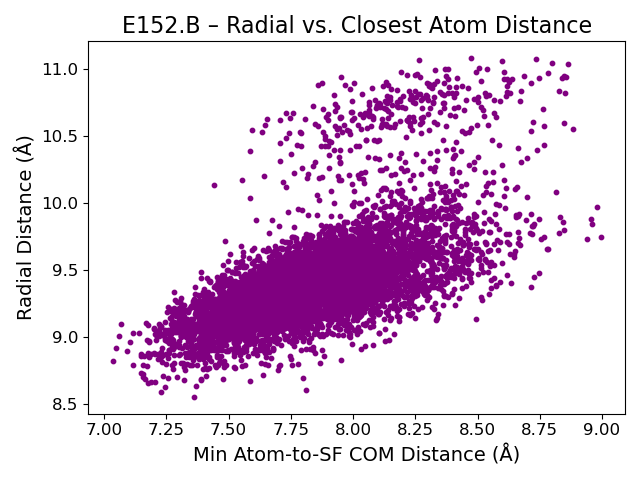 E152.B – Radial vs. Closest Atom Distance
Radial Distance (Å)
11.0
10.5
10.0
9.5
9.0
8.5
7.00 7.25 7.50 7.75 8.00 8.25 8.50 8.75 9.00
Min Atom-to-SF COM Distance (Å)